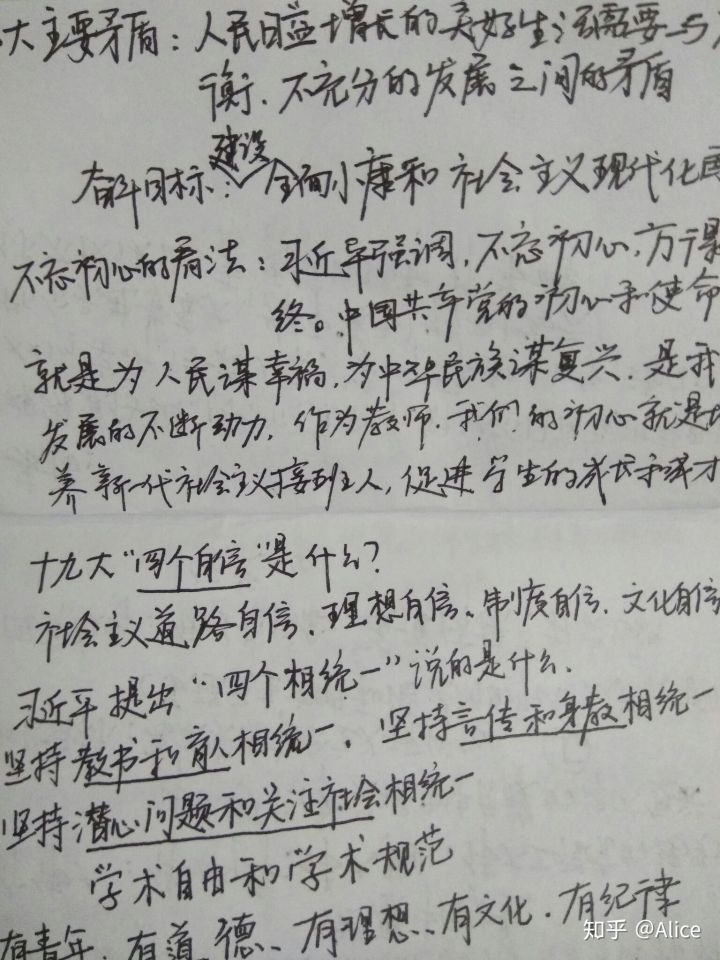 大主要矛盾：人民日益增长的美好生活需要与
衡、不充分的发展之间的矛盾
建设
奋斗目标：全面小康和社会主义现代化国
不忘初心的看法：习近平强调，不忘初心，方得
终。中国共产党的初心和使命
就是为人民谋幸福，为中华民族谋复兴，是我
发展的不断动力，作为教师，我们的初心就是培
养新一代社会主义接班人，促进学生的成长和成才
十九大“四个自信”是什么？
社会主义道路自信、理想自信、制度自信、文化自信
习近平提出“四个相统一”说的是什么、
坚持教书和育人相统一，坚持言传和身教相统一
坚持潜心问题和关注社会相统一
学术自由和学术规范
有青年、有道德、有理想、有文化、有纪律
知乎 @Alice